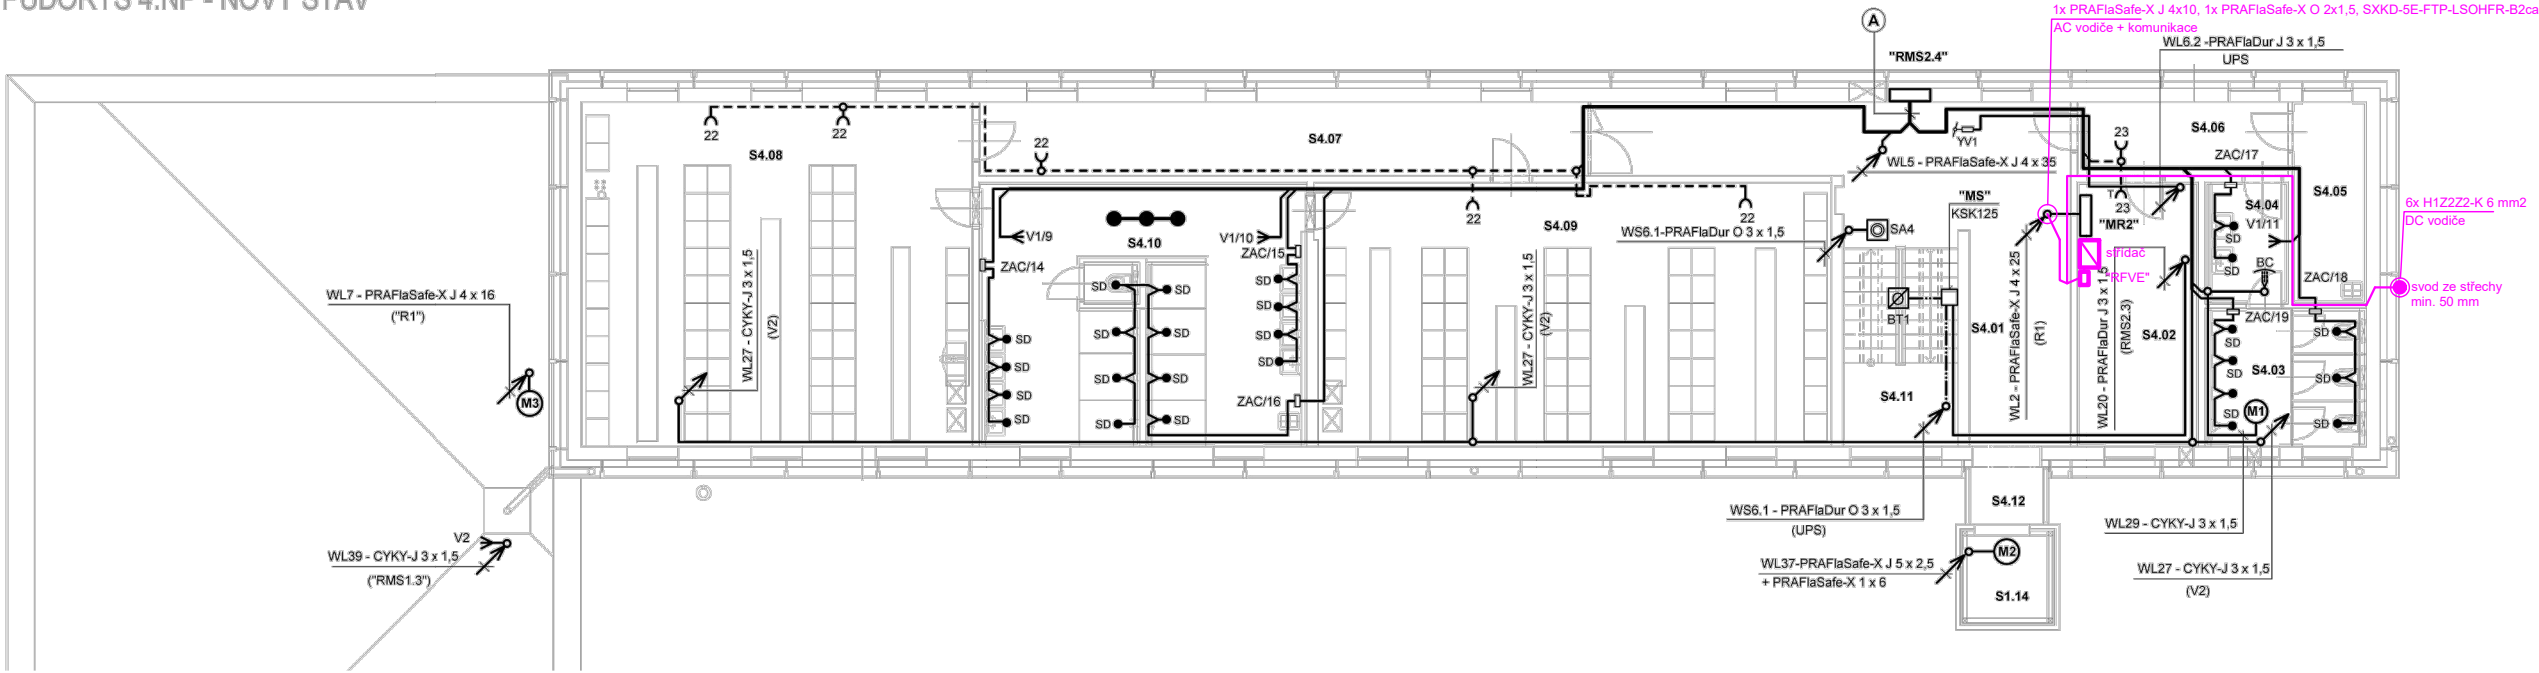 PŮDORYS 4.NP - NOVÝ STAV
1x PRAFlaSafe-X J 4x10, 1x PRAFlaSafe-X O 2x1,5, SXKD-5E-FTP-LSOHFR-B2ca
AC vodiče + komunikace
A
"RMS2.4"
WL6.2 -PRAFlaDur J 3 x 1,5
UPS
22
22
22
22
22
S4.08
S4.07
YV1
WL5 - PRAFlaSafe-X J 4 x 35
23
S4.06
ZAC/17
S4.05
T
23
S4.04
V1/11
6x H1Z2Z2-K 6 mm2
DC vodiče
"MS"
KSK125
"MR2"
střídač
"RFVE"
V1/9
S4.10
V1/10
ZAC/15
S4.09
WS6.1-PRAFlaDur O 3 x 1,5
SA4
ZAC/14
SD
SD
SD
SD
BC
ZAC/18
svod ze střechy
min. 50 mm
WL7 - PRAFlaSafe-X J 4 x 16
("R1")
WL27 - CYKY-J 3 x 1,5
(V2)
SD
SD
SD
SD
WL27 - CYKY-J 3 x 1,5
(V2)
BT1
S4.01
WL2 - PRAFlaSafe-X J 4 x 25
(R1)
WL20 - PRAFlaDur J 3 x 1,5
(RMS2.3)
S4.02
ZAC/19
SD
SD
SD
SD
SD
SD
SD
SD
SD
SD
S4.03
SD
SD
M3
ZAC/16
S4.11
SD
SD
SD
SD
M1
SD
V2
WL39 - CYKY-J 3 x 1,5
("RMS1.3")
WS6.1 - PRAFlaDur O 3 x 1,5
(UPS)
S4.12
WL29 - CYKY-J 3 x 1,5
WL37-PRAFlaSafe-X J 5 x 2,5
+ PRAFlaSafe-X 1 x 6
M2
WL27 - CYKY-J 3 x 1,5
(V2)
S1.14